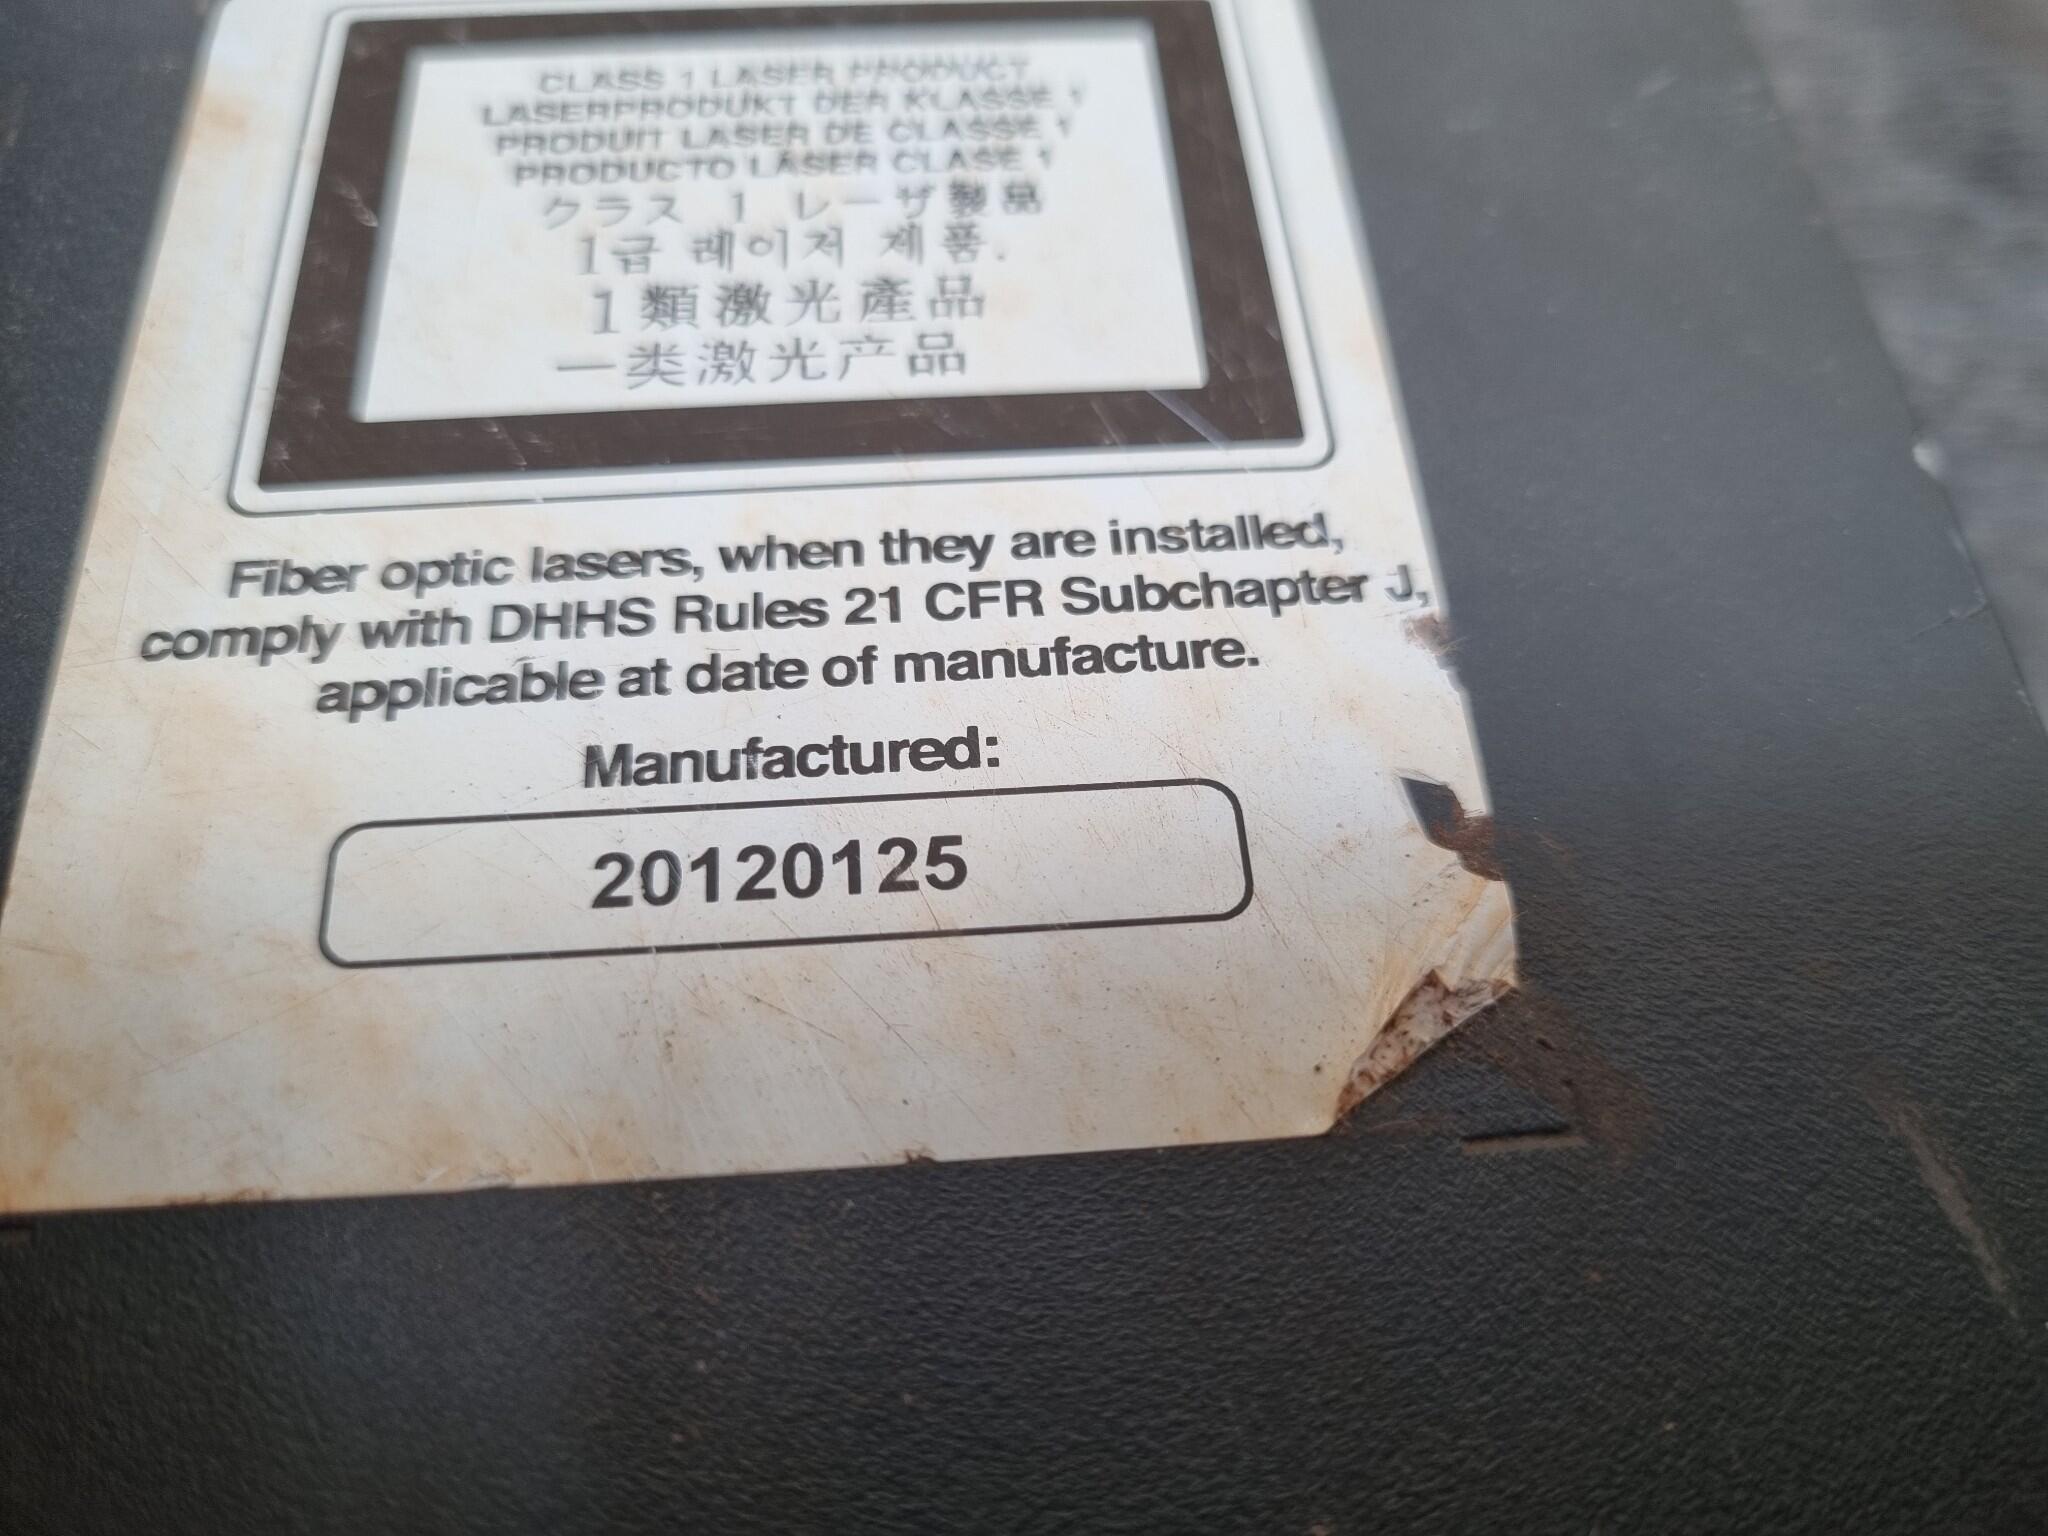 CLASS 1 LASER PRODUCT
LASERPRODUKT DER KLASSE 1
PRODUIT LASER DE CLASSE 1
PRODUCTO LÁSER CLASE 1
クラス 1 レーザ製品
1급 레이저 제품.
1類激光產品
一类激光产品
Fiber optic lasers, when they are installed,
comply with DHHS Rules 21 CFR Subchapter J,
applicable at date of manufacture.
Manufactured:
20120125